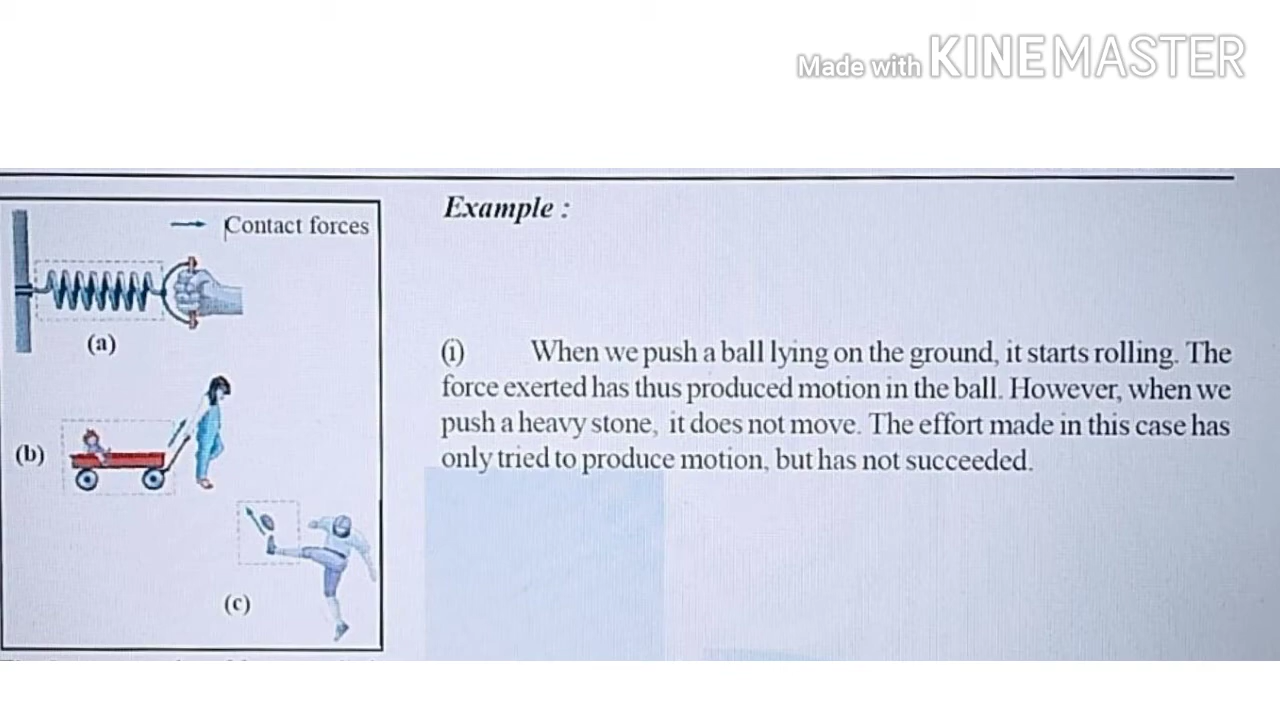 Made with KINEMASTER
Contact forces
(a)
(b)
(c)
Example :
(i) When we push a ball lying on the ground, it starts rolling. The
force exerted has thus produced motion in the ball. However, when we
push a heavy stone, it does not move. The effort made in this case has
only tried to produce motion, but has not succeeded.